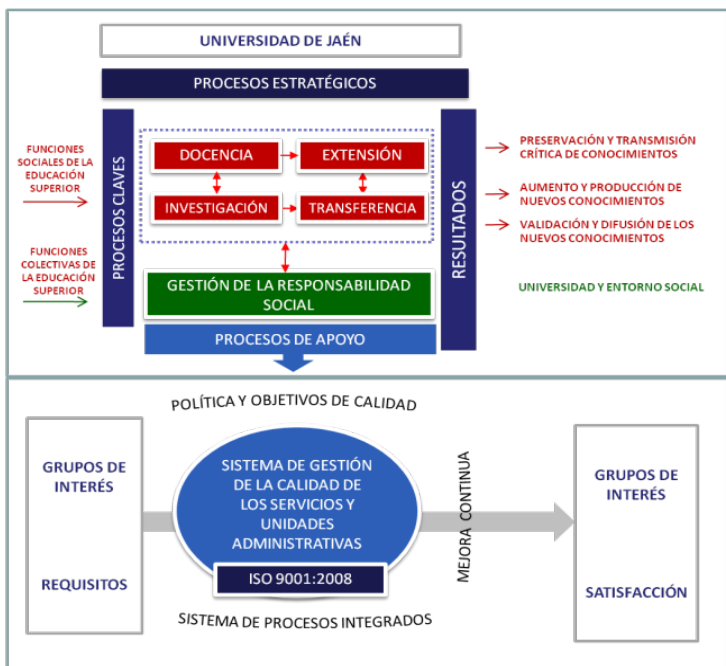 UNIVERSIDAD DE JAÉN
PROCESOS ESTRATÉGICOS
FUNCIONES
SOCIALES DE LA
EDUCACIÓN
SUPERIOR
FUNCIONES
COLECTIVAS DE
LA EDUCACIÓN
SUPERIOR
PROCESOS CLAVES
DOCENCIA
EXTENSIÓN
INVESTIGACIÓN
TRANSFERENCIA
GESTIÓN DE LA RESPONSABILIDAD
SOCIAL
PROCESOS DE APOYO
RESULTADOS
PRESERVACIÓN Y TRANSMISIÓN
CRÍTICA DE CONOCIMIENTOS
AUMENTO Y PRODUCCIÓN DE
NUEVOS CONOCIMIENTOS
VALIDACIÓN Y DIFUSIÓN DE LOS
NUEVOS CONOCIMIENTOS
UNIVERSIDAD Y ENTORNO SOCIAL
POLÍTICA Y OBJETIVOS DE CALIDAD
GRUPOS DE
INTERÉS
REQUISITOS
SISTEMA DE GESTIÓN
DE LA CALIDAD DE
LOS SERVICIOS Y
UNIDADES
ADMINISTRATIVAS
ISO 9001:2008
SISTEMA DE PROCESOS INTEGRADOS
MEJORA CONTINUA
GRUPOS DE
INTERÉS
SATISFACCIÓN